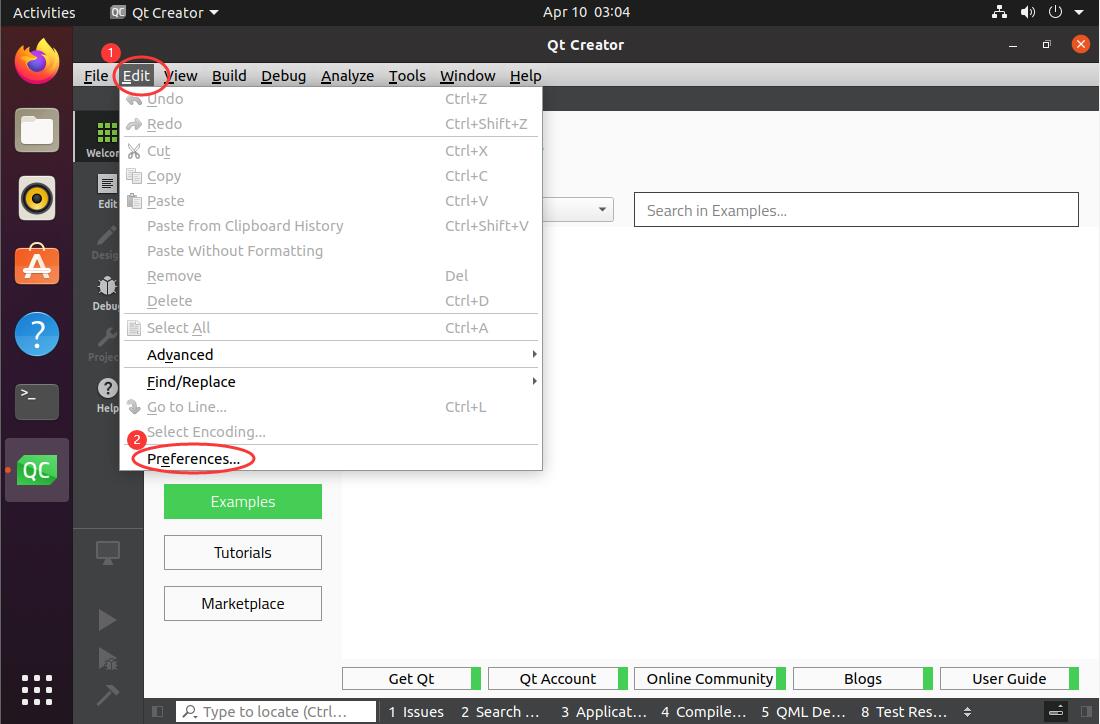 Activities
Qt Creator
Apr 10 03:04
Qt Creator
1
File Edit View Build Debug Analyze Tools Window Help
Undo Ctrl+Z
Redo Ctrl+Shift+Z
Cut Ctrl+X
Copy Ctrl+C
Paste Ctrl+V
Paste from Clipboard History Ctrl+Shift+V
Paste Without Formatting
Remove Del
Delete Ctrl+D
Select All Ctrl+A
Advanced
Find/Replace
Go to Line... Ctrl+L
Select Encoding...
2
Preferences...
Welcom
Edit
Desig
Debu
Projec
Help
Search in Examples...
Examples
Tutorials
Marketplace
QC
Get Qt
Qt Account
Online Community
Blogs
User Guide
Type to locate (Ctrl...
1 Issues
2 Search ...
3 Applicat...
4 Compile...
5 QML De...
8 Test Res...